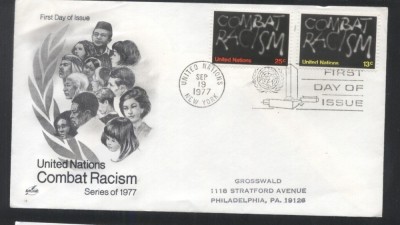 First Day of Issue
COMBAT
RACISM
United Nations 25c
COMBAT
RACISM
United Nations 13c
UNITED NATIONS
SEP
19
1977
NEW YORK
FIRST
DAY OF
ISSUE
United Nations
Combat Racism
Series of 1977
GROSSWALD
1116 STRATFORD AVENUE
PHILADELPHIA, PA. 19126